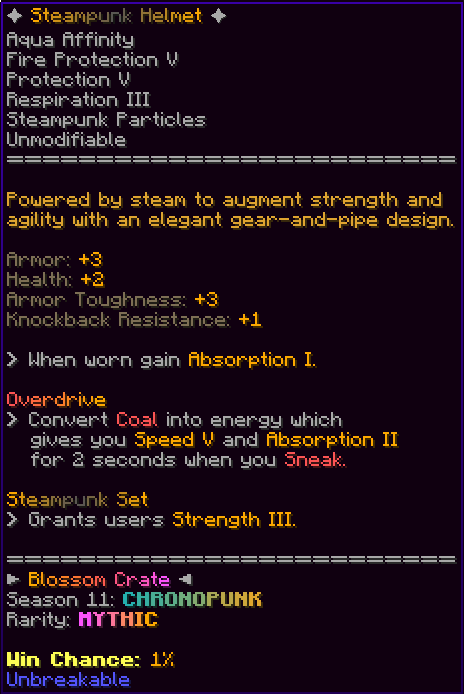 ✦ Steampunk Helmet ✦
Aqua Affinity
Fire Protection V
Protection V
Respiration III
Steampunk Particles
Unmodifiable
=========================
Powered by steam to augment strength and
agility with an elegant gear-and-pipe design.
Armor: +3
Health: +2
Armor Toughness: +3
Knockback Resistance: +1
> When worn gain Absorption I.
Overdrive
> Convert Coal into energy which
gives you Speed V and Absorption II
for 2 seconds when you Sneak.
Steampunk Set
> Grants users Strength III.
=========================
► Blossom Crate ◄
Season 11: CHRONOPUNK
Rarity: MYTHIC
Win Chance: 1%
Unbreakable